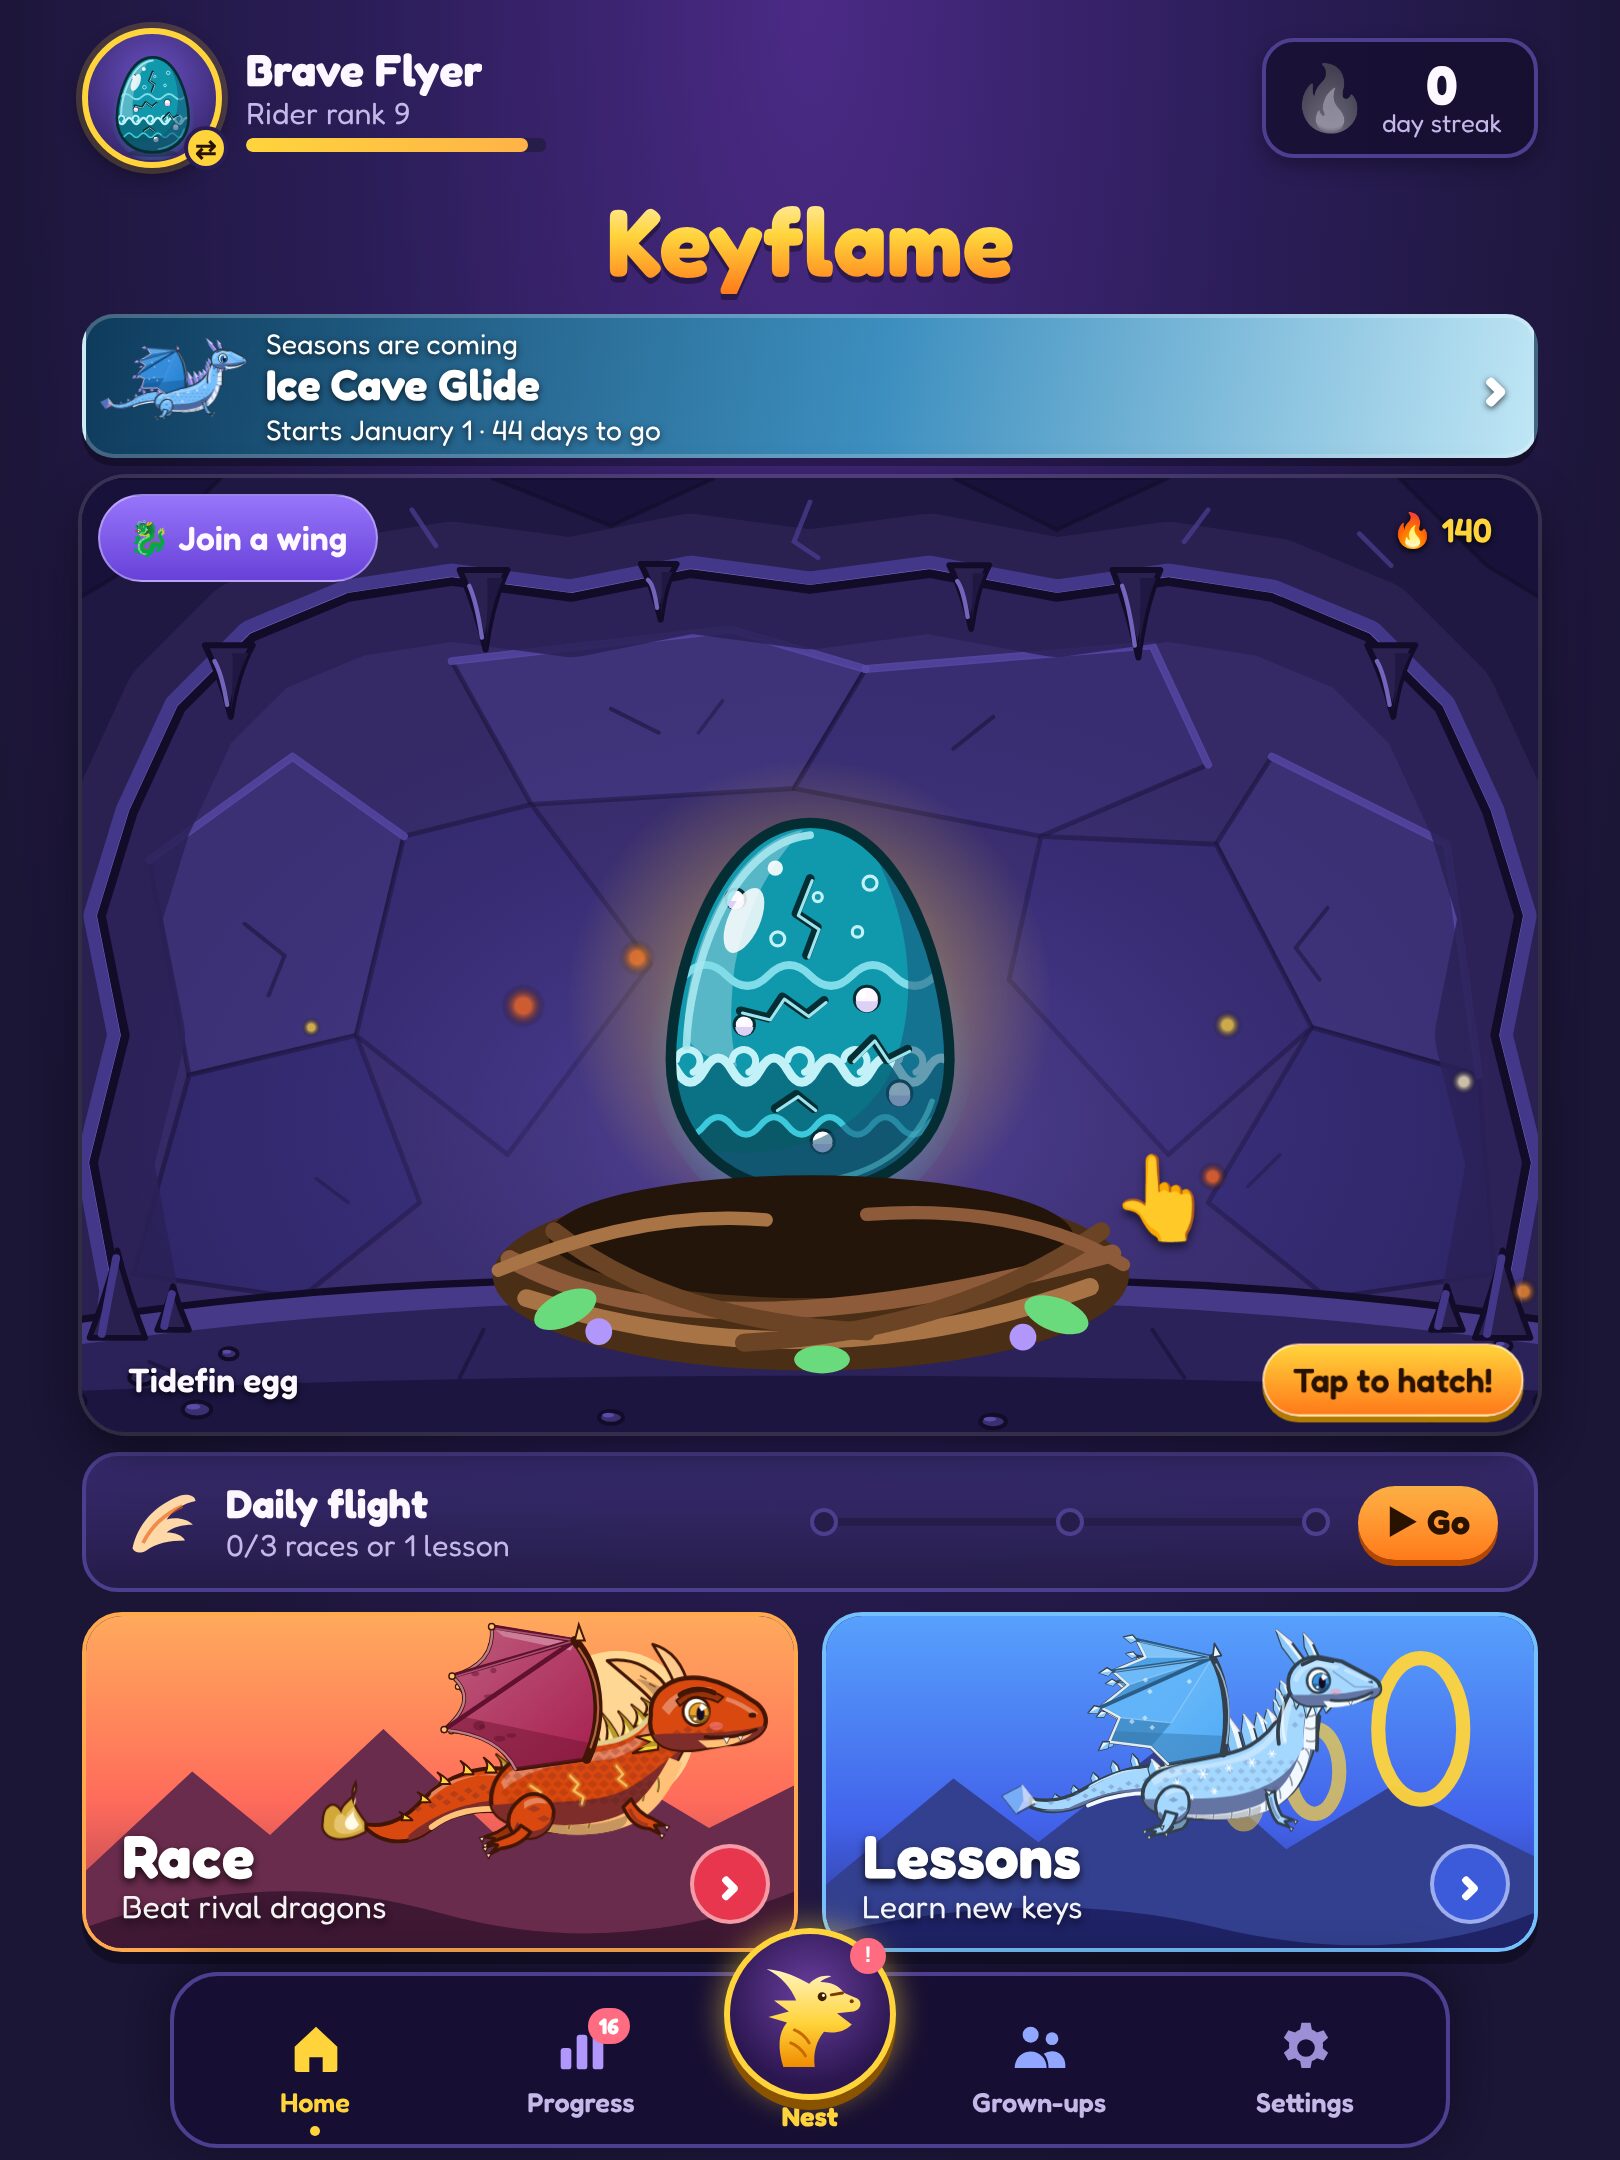 Brave Flyer
Rider rank 9
0
day streak
Keyflame
Seasons are coming
Ice Cave Glide
Starts January 1 · 44 days to go
🐉 Join a wing
🔥 140
Tidefin egg
Tap to hatch!
Daily flight
0/3 races or 1 lesson
▶ Go
Race
Beat rival dragons
Lessons
Learn new keys
!
16
Home
Progress
Nest
Grown-ups
Settings